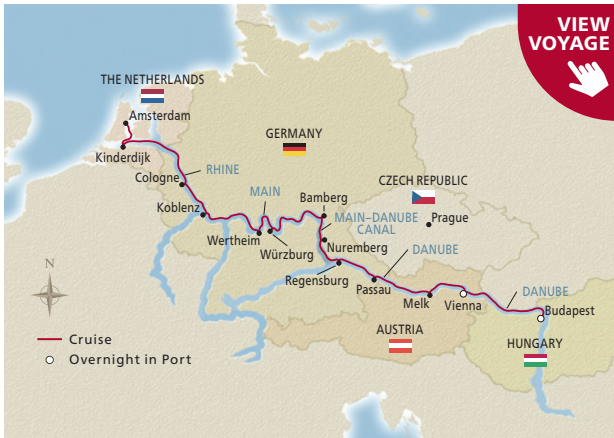 VIEW
VOYAGE
THE NETHERLANDS
Amsterdam
Kinderdijk
GERMANY
RHINE
Cologne
Koblenz
MAIN
Wertheim
Würzburg
Bamberg
MAIN–DANUBE
CANAL
Nuremberg
Regensburg
CZECH REPUBLIC
Prague
DANUBE
Passau
Melk
Vienna
DANUBE
Budapest
AUSTRIA
HUNGARY
N
Cruise
Overnight in Port